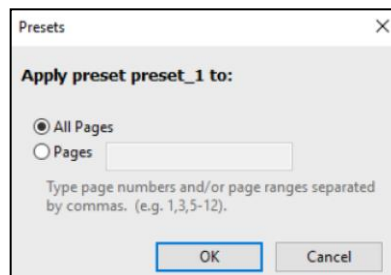 Presets
Apply preset preset_1 to:
All Pages
Pages
Type page numbers and/or page ranges separated
by commas. (e.g. 1,3,5-12).
OK Cancel